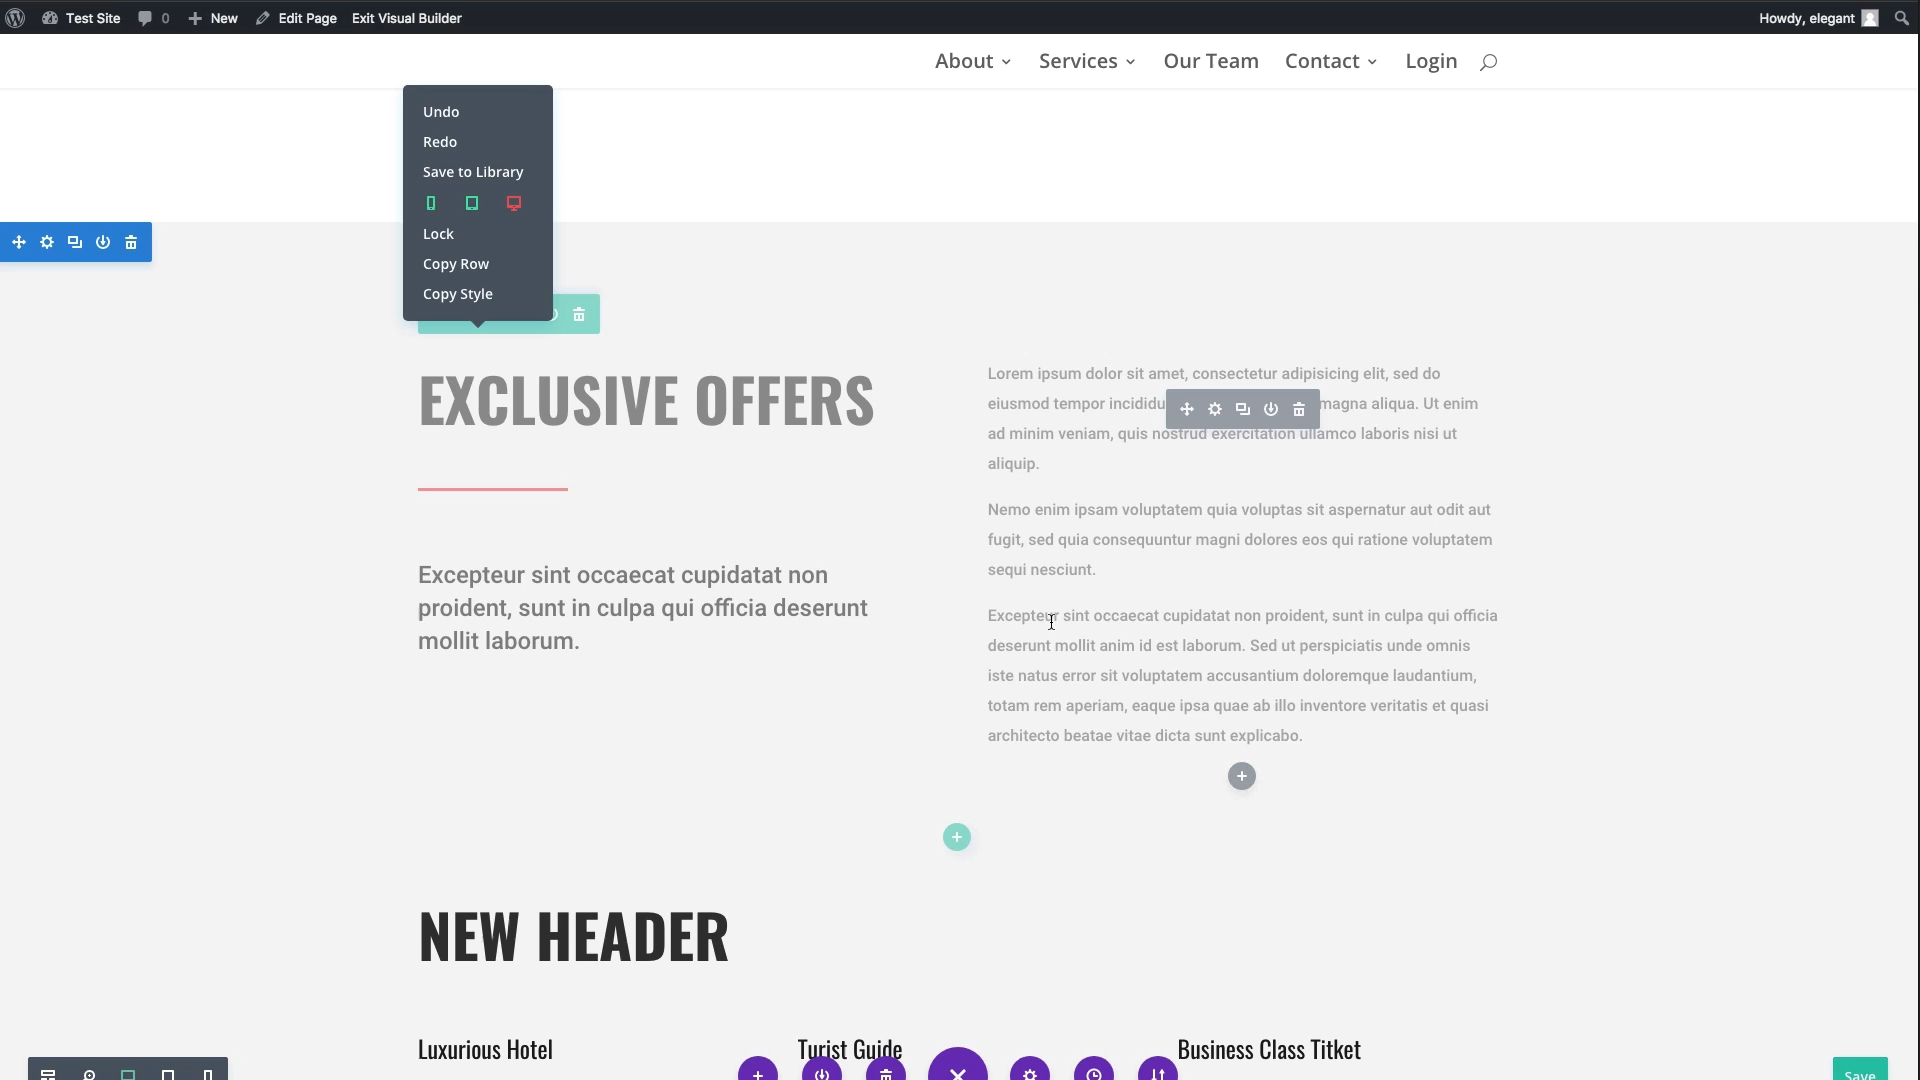 Test Site 0 New Edit Page Exit Visual Builder Howdy, elegant
About Services Our Team Contact Login
Undo
Redo
Save to Library
Lock
Copy Row
Copy Style
EXCLUSIVE OFFERS
Excepteur sint occaecat cupidatat non
proident, sunt in culpa qui officia deserunt
mollit laborum.
Lorem ipsum dolor sit amet, consectetur adipisicing elit, sed do
eiusmod tempor magna aliqua. Ut enim
ad minim veniam, quis nostrud exercitation ullamco laboris nisi ut
aliquip.
Nemo enim ipsam voluptatem quia voluptas sit aspernatur aut odit aut
fugit, sed quia consequuntur magni dolores eos qui ratione voluptatem
sequi nesciunt.
Excepteur sint occaecat cupidatat non proident, sunt in culpa qui officia
deserunt mollit anim id est laborum. Sed ut perspiciatis unde omnis
iste natus error sit voluptatem accusantium doloremque laudantium,
totam rem aperiam, eaque ipsa quae ab illo inventore veritatis et quasi
architecto beatae vitae dicta sunt explicabo.
NEW HEADER
Luxurious Hotel
Turist Guide
Business Class Titket
Save